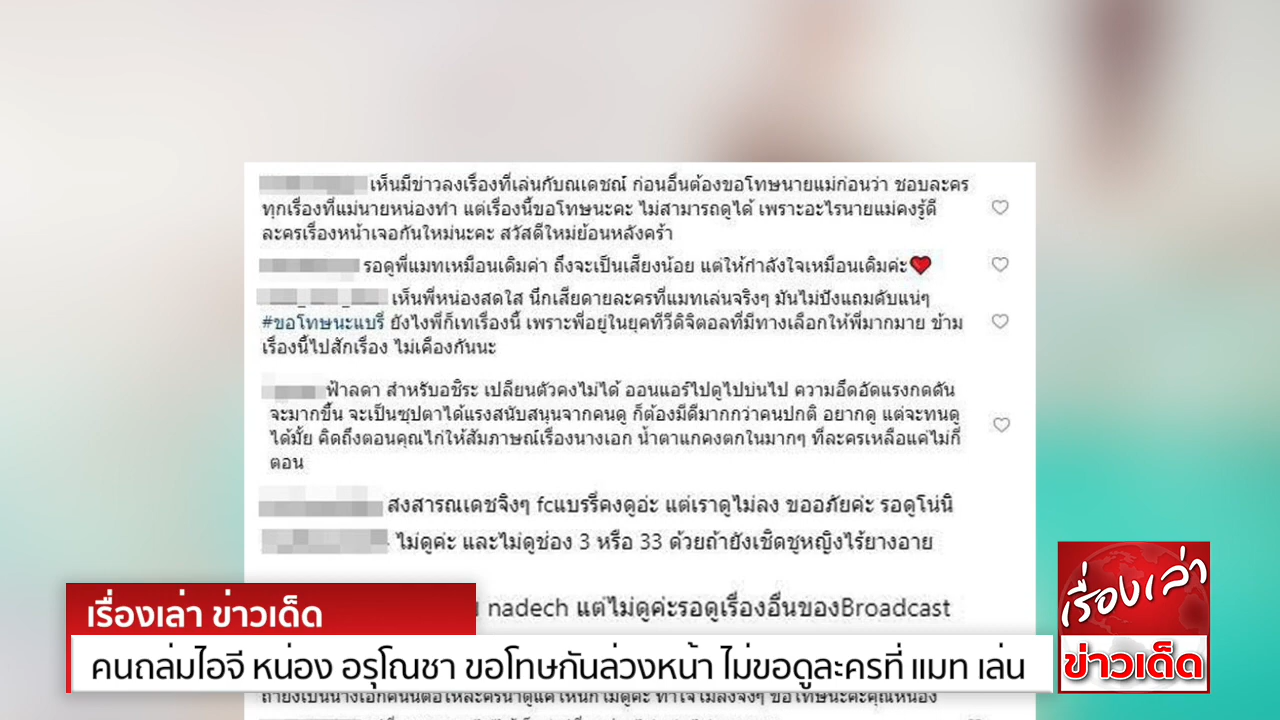 เห็นมีข่าวลงเรื่องที่เล่นกับณเดชณ์ ก่อนอื่นต้องขอโทษนายแม่ก่อนว่า ชอบละคร
ทุกเรื่องที่แม่นายหน่องทำ แต่เรื่องนี้ขอโทษนะคะ ไม่สามารถดูได้ เพราะอะไรนายแม่คงรู้ดี
ละครเรื่องหน้าเจอกันใหม่นะคะ สวัสดีใหม่ย้อนหลังคร้า
รอดูพี่แมทเหมือนเดิมค่า ถึงจะเป็นเสียงน้อย แต่ให้กำลังใจเหมือนเดิมค่ะ❤
เห็นพี่หน่องสดใส นึกเสียดายละครที่แมทเล่นจริงๆ มันไม่ปังแถมดับแน่ๆ
#ขอโทษนะแบรี่ ยังไงพี่ก็เทเรื่องนี้ เพราะพี่อยู่ในยุคทีวีดิจิตอลที่มีทางเลือกให้พี่มากมาย ข้าม
เรื่องนี้ไปสักเรื่อง ไม่เคืองกันนะ
ฟ้าลดา สำหรับอชิระ เปลี่ยนตัวคงไม่ได้ ออนแอร์ไปดูไปบ่นไป ความอึดอัดแรงกดดัน
จะมากขึ้น จะเป็นซุปตาได้แรงสนับสนุนจากคนดู ก็ต้องมีดีมากกว่าคนปกติ อยากดู แต่จะทนดู
ได้มั้ย คิดถึงตอนคุณไก่ให้สัมภาษณ์เรื่องนางเอก น้ำตาแกคงตกในมากๆ ที่ละครเหลือแค่ไม่กี่
ตอน
สงสารณเดชจิงๆ fcแบรรี่คงดูอ่ะ แต่เราดูไม่ลง ขออภัยค่ะ รอดูโน่นิ
ไม่ดูค่ะ และไม่ดูช่อง 3 หรือ 33 ด้วยถ้ายังเชิดชูหญิงไร้ยางอาย
nadech แต่ไม่ดูค่ะรอดูเรื่องอื่นของBroadcast
เรื่องเล่า ข่าวเด็ด
คนถล่มไอจี หน่อง อรุโณชา ขอโทษกันล่วงหน้า ไม่ขอดูละครที่ แมท เล่น
เรื่องเล่า
ข่าวเด็ด